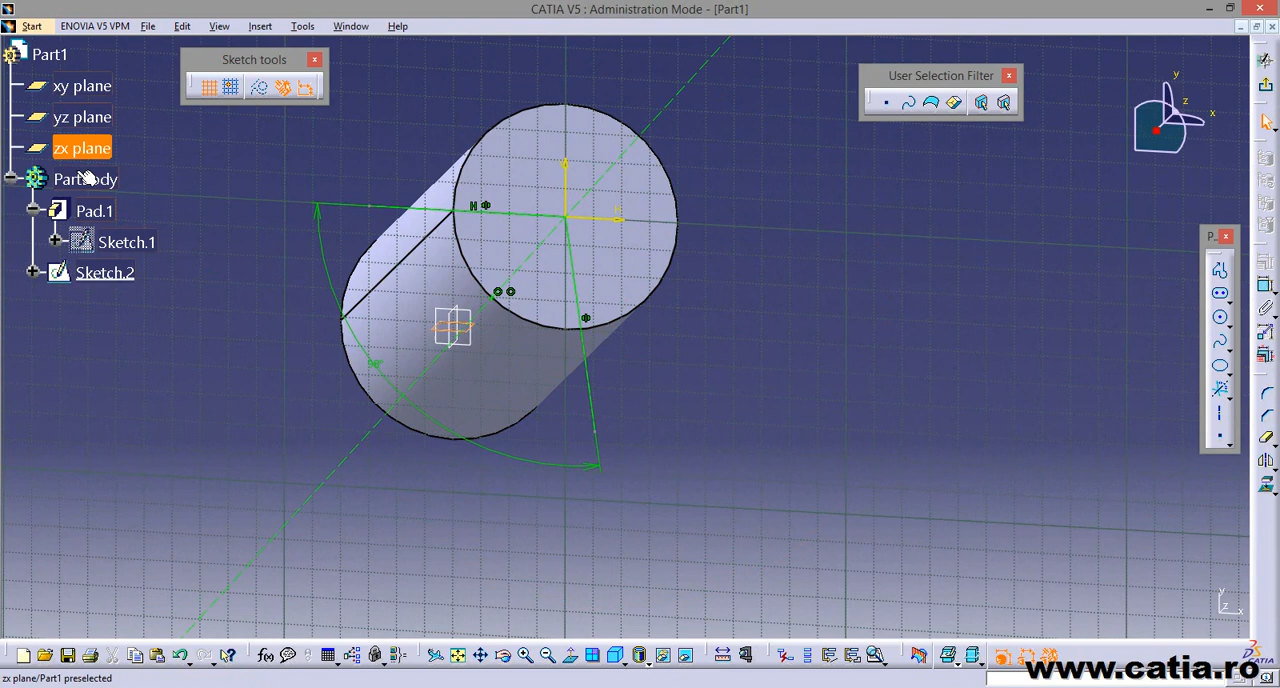 CATIA V5 : Administration Mode - [Part1]
Start ENOVIA V5 VPM File Edit View Insert Tools Window Help
Part1
xy plane
yz plane
zx plane
Pad.1
Sketch.1
Sketch.2
Sketch tools
User Selection Filter
P...
H
90°
y
z
x
y
z
x
f(x)
zx plane/Part1 preselected
www.catia.ro